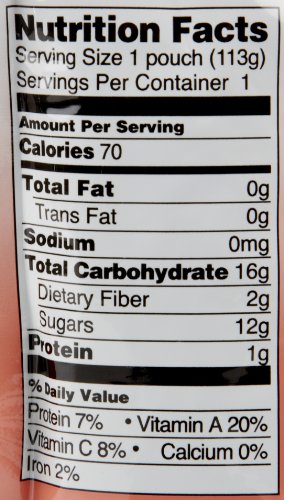 Nutrition Facts
Serving Size 1 pouch (113g)
Servings Per Container 1
Amount Per Serving
Calories 70
Total Fat 0g
Trans Fat 0g
Sodium 0mg
Total Carbohydrate 16g
Dietary Fiber 2g
Sugars 12g
Protein 1g
% Daily Value
Protein 7% • Vitamin A 20%
Vitamin C 8% • Calcium 0%
Iron 2%